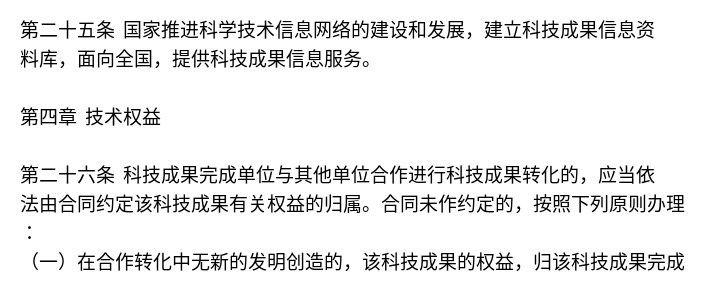 第二十五条  国家推进科学技术信息网络的建设和发展，建立科技成果信息资
料库，面向全国，提供科技成果信息服务。
第四章  技术权益
第二十六条  科技成果完成单位与其他单位合作进行科技成果转化的，应当依
法由合同约定该科技成果有关权益的归属。合同未作约定的，按照下列原则办理
：
（一）在合作转化中无新的发明创造的，该科技成果的权益，归该科技成果完成